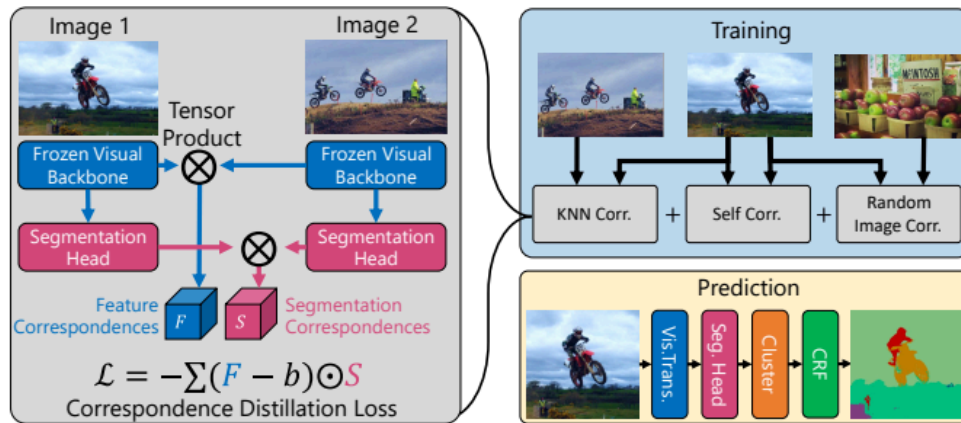 Image 1
Image 2
Tensor
Product
Frozen Visual
Backbone
Frozen Visual
Backbone
Segmentation
Head
Segmentation
Head
Feature
Correspondences
F
S
Segmentation
Correspondences
ℒ = −∑(F − b)⊙S
Correspondence Distillation Loss
Training
MCINTOSH
KNN Corr.
+
Self Corr.
+
Random
Image Corr.
Prediction
Vis.Trans.
Seg. Head
Cluster
CRF